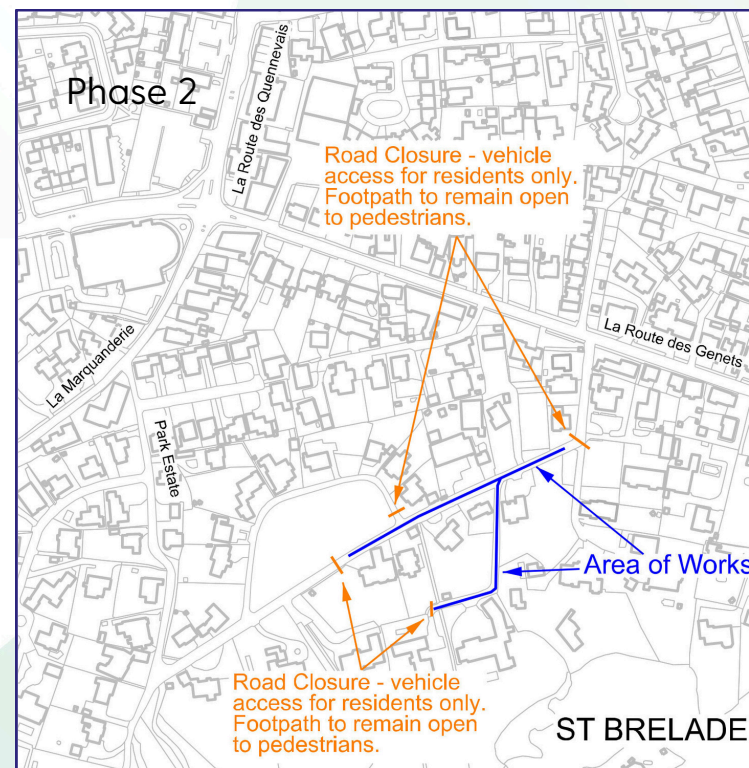 Phase 2
La Route des Quennevais
Road Closure - vehicle
access for residents only.
Footpath to remain open
to pedestrians.
La Route des Genets
La Marquanderie
Park Estate
Area of Works
Road Closure - vehicle
access for residents only.
Footpath to remain open
to pedestrians.
ST BRELADE